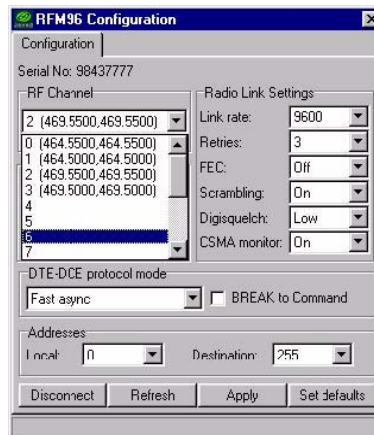 RFM96 Configuration
Configuration
Serial No: 98437777
RF Channel
2 (469.5500,469.5500)
0 (464.5500,464.5500)
1 (464.5000,464.5000)
2 (469.5500,469.5500)
3 (469.5000,469.5000)
4
5
6
7
Radio Link Settings
Link rate: 9600
Retries: 3
FEC: Off
Scrambling: On
Digisquelch: Low
CSMA monitor: On
DTE-DCE protocol mode
Fast async
BREAK to Command
Addresses
Local: 0 Destination: 255
Disconnect Refresh Apply Set defaults